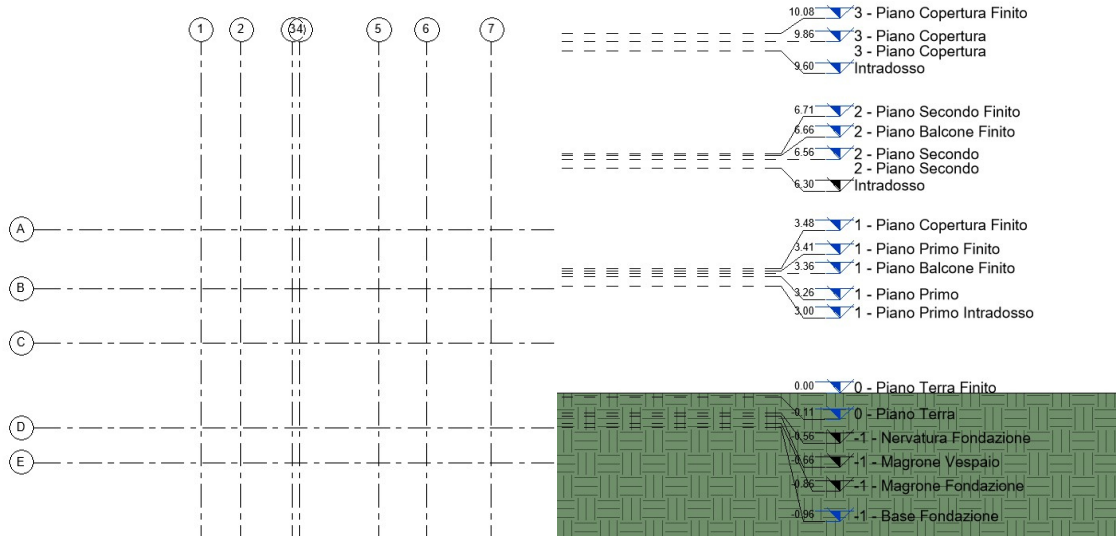 1 2 3 4 5 6 7
A
B
C
D
E
10.08 3 - Piano Copertura Finito
9.86 3 - Piano Copertura
3 - Piano Copertura
9.60 Intradosso
6.71 2 - Piano Secondo Finito
6.66 2 - Piano Balcone Finito
6.56 2 - Piano Secondo
2 - Piano Secondo
6.30 Intradosso
3.48 1 - Piano Copertura Finito
3.41 1 - Piano Primo Finito
3.36 1 - Piano Balcone Finito
3.26 1 - Piano Primo
3.00 1 - Piano Primo Intradosso
0.00 0 - Piano Terra Finito
-0.11 0 - Piano Terra
-0.56 -1 - Nervatura Fondazione
-0.66 -1 - Magrone Vespaio
-0.86 -1 - Magrone Fondazione
-0.96 -1 - Base Fondazione